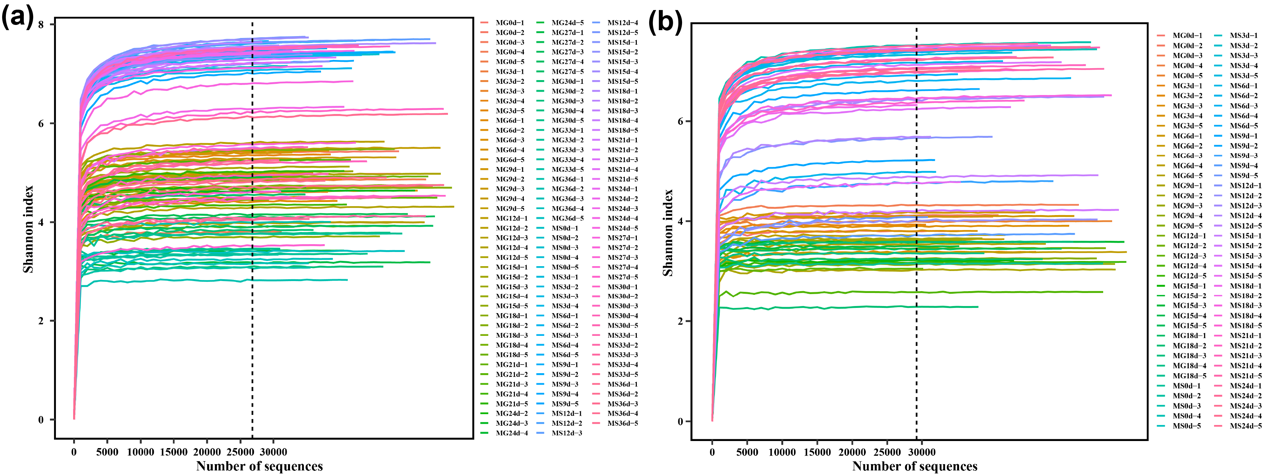 (a)
Shannon index
8
6
4
2
0
0 5000 10000 15000 20000 25000 30000
Number of sequences
MG0d−1
MG0d−2
MG0d−3
MG0d−4
MG0d−5
MG3d−1
MG3d−2
MG3d−3
MG3d−4
MG3d−5
MG6d−1
MG6d−2
MG6d−3
MG6d−4
MG6d−5
MG9d−1
MG9d−2
MG9d−3
MG9d−4
MG9d−5
MG12d−1
MG12d−2
MG12d−3
MG12d−4
MG12d−5
MG15d−1
MG15d−2
MG15d−3
MG15d−4
MG15d−5
MG18d−1
MG18d−2
MG18d−3
MG18d−4
MG18d−5
MG21d−1
MG21d−2
MG21d−3
MG21d−4
MG21d−5
MG24d−2
MG24d−3
MG24d−4
MG24d−5
MG27d−1
MG27d−2
MG27d−3
MG27d−4
MG27d−5
MG30d−1
MG30d−2
MG30d−3
MG30d−4
MG30d−5
MG33d−1
MG33d−2
MG33d−3
MG33d−4
MG33d−5
MG36d−1
MG36d−2
MG36d−3
MG36d−4
MG36d−5
MS0d−1
MS0d−2
MS0d−3
MS0d−4
MS0d−5
MS3d−1
MS3d−2
MS3d−3
MS3d−4
MS6d−1
MS6d−2
MS6d−3
MS6d−4
MS6d−5
MS9d−1
MS9d−2
MS9d−3
MS9d−4
MS9d−5
MS12d−1
MS12d−2
MS12d−3
MS12d−4
MS12d−5
MS15d−1
MS15d−2
MS15d−3
MS15d−4
MS15d−5
MS18d−1
MS18d−2
MS18d−3
MS18d−4
MS18d−5
MS21d−1
MS21d−2
MS21d−3
MS21d−4
MS21d−5
MS24d−1
MS24d−2
MS24d−3
MS24d−4
MS24d−5
MS27d−1
MS27d−2
MS27d−3
MS27d−4
MS27d−5
MS30d−1
MS30d−2
MS30d−3
MS30d−4
MS30d−5
MS33d−1
MS33d−2
MS33d−3
MS33d−4
MS33d−5
MS36d−1
MS36d−2
MS36d−3
MS36d−4
MS36d−5
(b)
Shannon index
6
4
2
0
0 5000 10000 15000 20000 25000 30000
Number of sequences
MG0d−1
MG0d−2
MG0d−3
MG0d−4
MG0d−5
MG3d−1
MG3d−2
MG3d−3
MG3d−4
MG3d−5
MG6d−1
MG6d−2
MG6d−3
MG6d−4
MG6d−5
MG9d−1
MG9d−2
MG9d−3
MG9d−4
MG9d−5
MG12d−1
MG12d−2
MG12d−3
MG12d−4
MG12d−5
MG15d−1
MG15d−2
MG15d−3
MG15d−4
MG15d−5
MG18d−1
MG18d−2
MG18d−3
MG18d−4
MG18d−5
MS0d−1
MS0d−2
MS0d−3
MS0d−4
MS0d−5
MS3d−1
MS3d−2
MS3d−3
MS3d−4
MS3d−5
MS6d−1
MS6d−2
MS6d−3
MS6d−4
MS6d−5
MS9d−1
MS9d−2
MS9d−3
MS9d−4
MS9d−5
MS12d−1
MS12d−2
MS12d−3
MS12d−4
MS12d−5
MS15d−1
MS15d−2
MS15d−3
MS15d−4
MS15d−5
MS18d−1
MS18d−2
MS18d−3
MS18d−4
MS18d−5
MS21d−1
MS21d−2
MS21d−3
MS21d−4
MS21d−5
MS24d−1
MS24d−2
MS24d−3
MS24d−4
MS24d−5